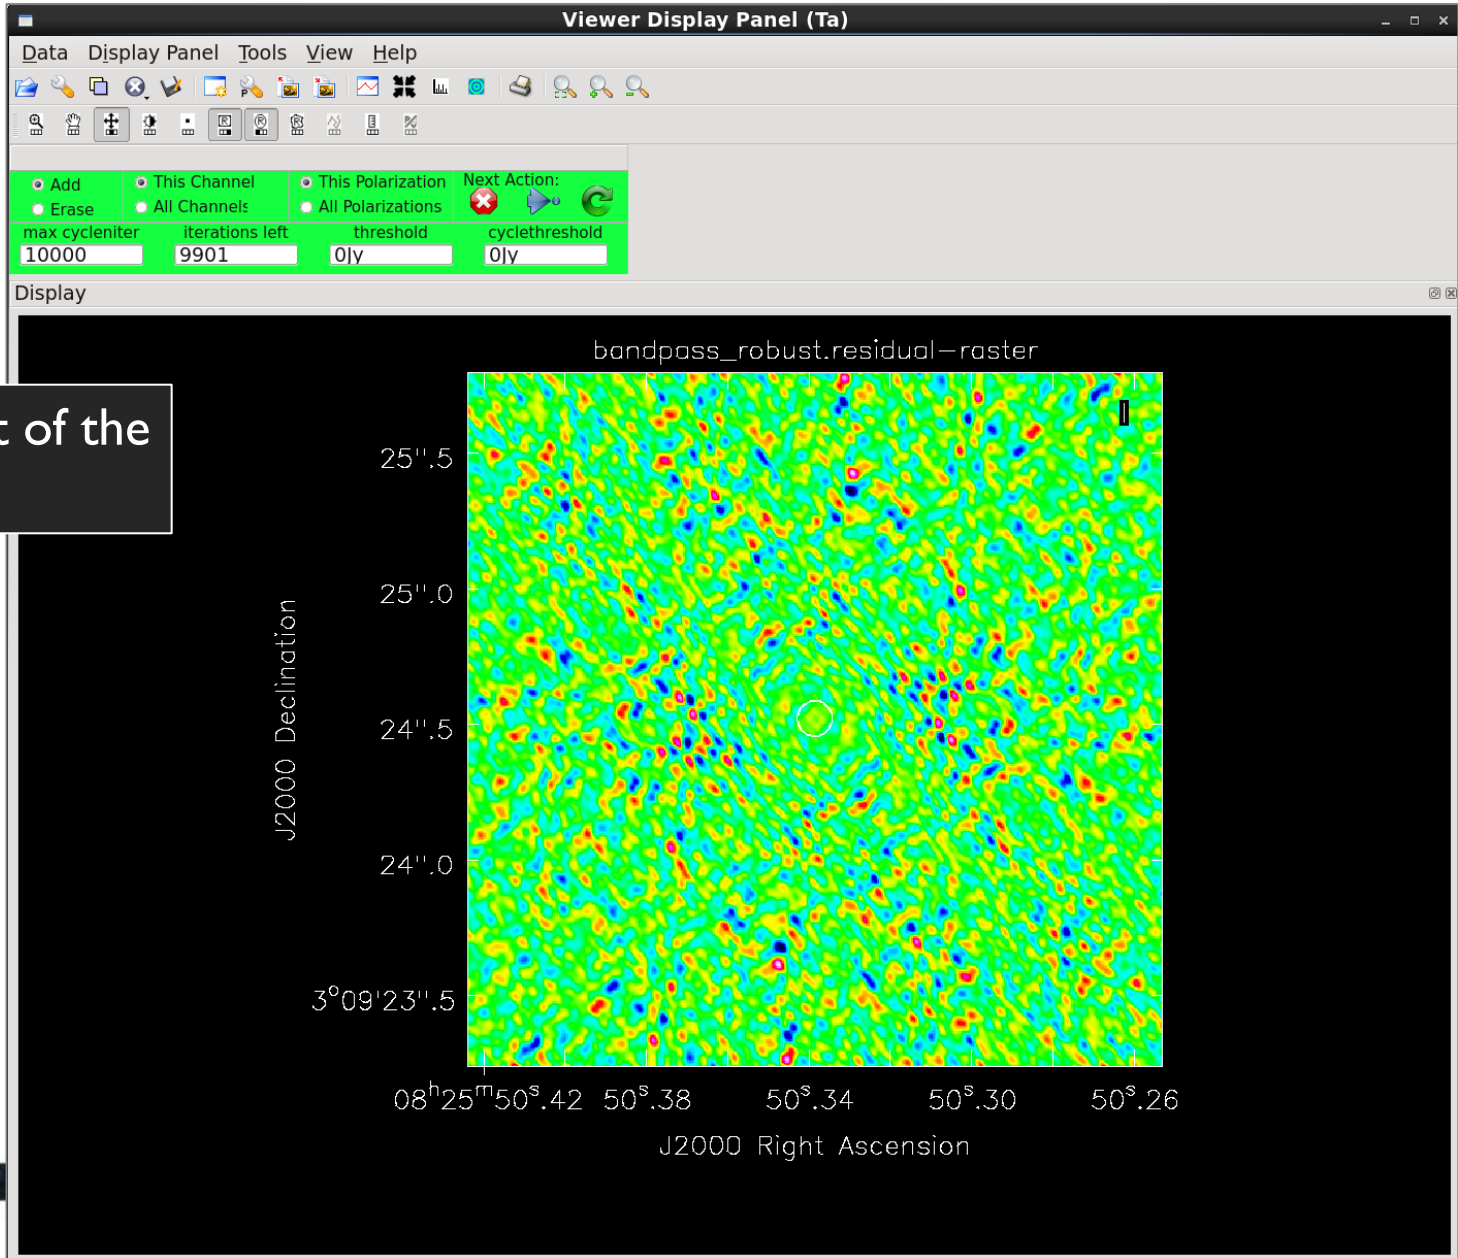 Viewer Display Panel (Ta)
Data Display Panel Tools View Help
Add This Channel This Polarization Next Action:
Erase All Channels All Polarizations
max cycleniter iterations left threshold cyclethreshold
10000 9901 0Jy 0Jy
Display
bandpass_robust.residual-raster
t of the
25".5
25".0
24".5
24".0
3°09'23".5
J2000 Declination
08ʰ25ᵐ50ˢ.42 50ˢ.38 50ˢ.34 50ˢ.30 50ˢ.26
J2000 Right Ascension